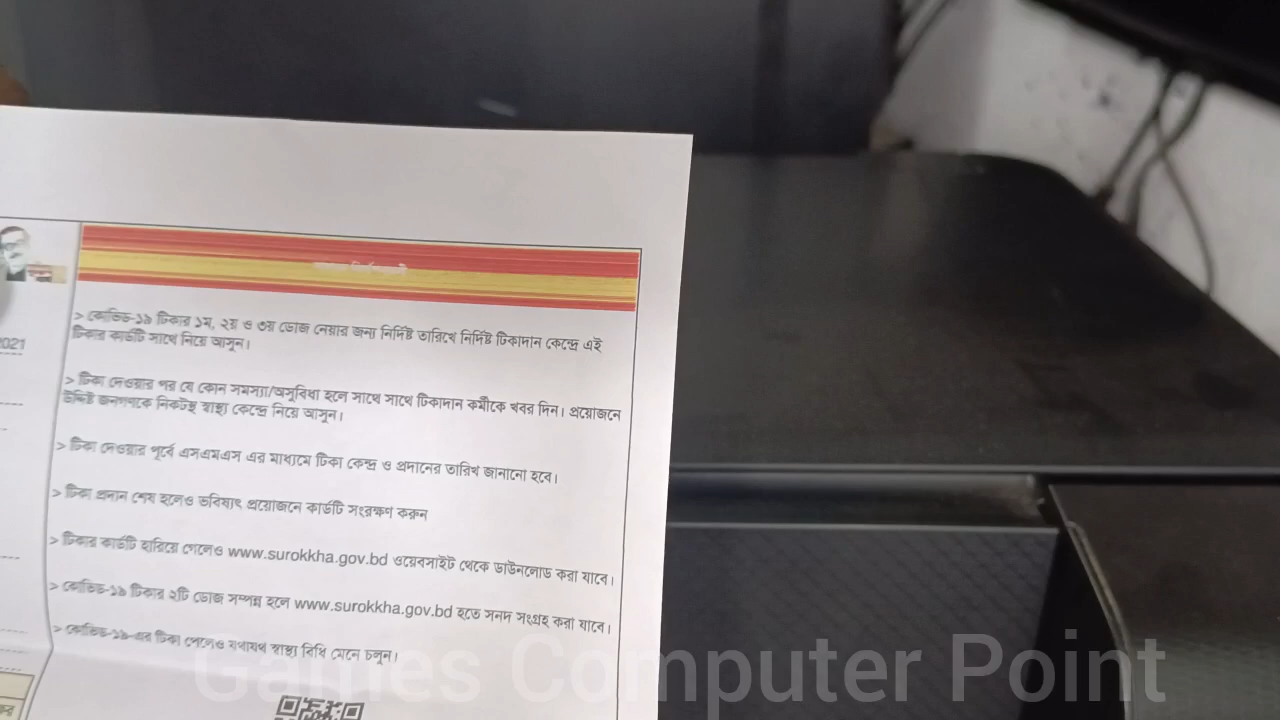 2021
> কোভিড-১৯ টিকার ১ম, ২য় ও ৩য় ডোজ নেয়ার জন্য নির্দিষ্ট তারিখে নির্দিষ্ট টিকাদান কেন্দ্রে এই
টিকার কার্ডটি সাথে নিয়ে আসুন।
> টিকা দেওয়ার পর যে কোন সমস্যা/অসুবিধা হলে সাথে সাথে টিকাদান কর্মীকে খবর দিন। প্রয়োজনে
উদ্দিষ্ট জনগণকে নিকটস্থ স্বাস্থ্য কেন্দ্রে নিয়ে আসুন।
> টিকা দেওয়ার পূর্বে এসএমএস এর মাধ্যমে টিকা কেন্দ্র ও প্রদানের তারিখ জানানো হবে।
> টিকা প্রদান শেষ হলেও ভবিষ্যৎ প্রয়োজনে কার্ডটি সংরক্ষণ করুন
> টিকার কার্ডটি হারিয়ে গেলেও www.surokkha.gov.bd ওয়েবসাইট থেকে ডাউনলোড করা যাবে।
> কোভিড-১৯ টিকার ২টি ডোজ সম্পন্ন হলে www.surokkha.gov.bd হতে সনদ সংগ্রহ করা যাবে।
> কোভিড-১৯-এর টিকা পেলেও যথাযথ স্বাস্থ্য বিধি মেনে চলুন।
Games Computer Point